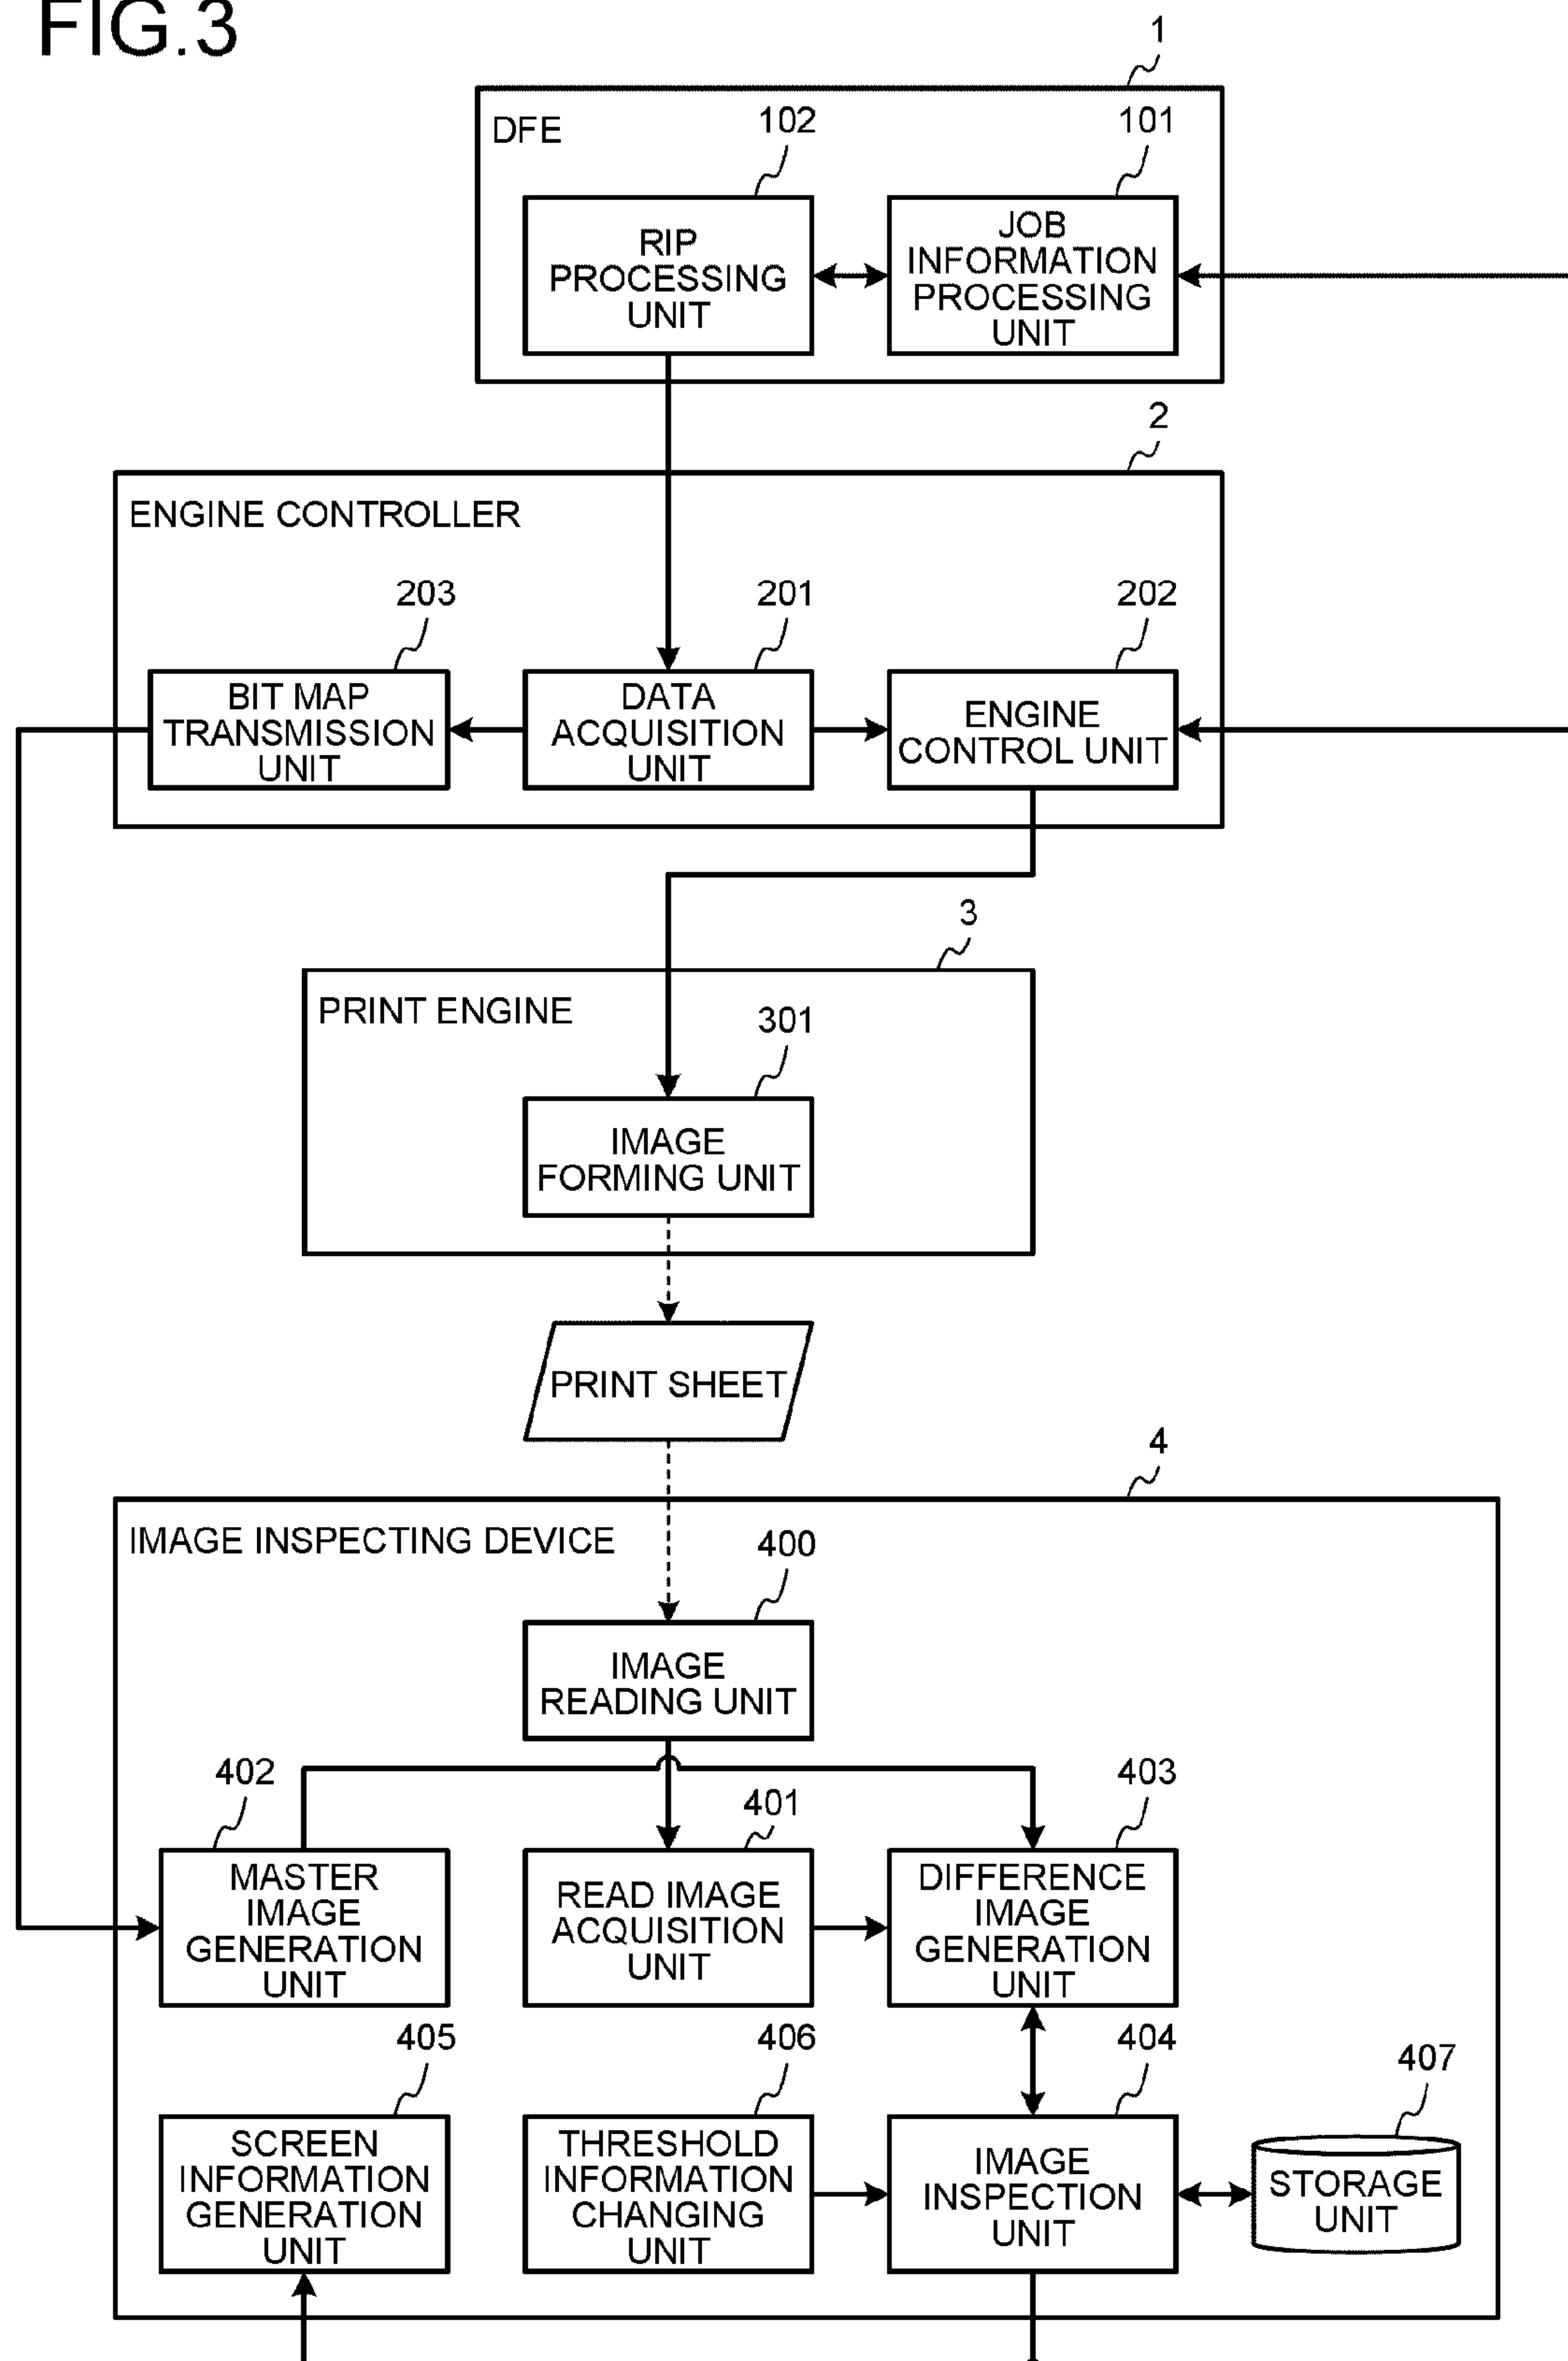 FIG.3
1
DFE
102
101
RIP
PROCESSING
UNIT
JOB
INFORMATION
PROCESSING
UNIT
2
ENGINE CONTROLLER
203
201
202
BIT MAP
TRANSMISSION
UNIT
DATA
ACQUISITION
UNIT
ENGINE
CONTROL UNIT
3
PRINT ENGINE
301
IMAGE
FORMING UNIT
PRINT SHEET
4
IMAGE INSPECTING DEVICE
400
IMAGE
READING UNIT
402
401
403
MASTER
IMAGE
GENERATION
UNIT
READ IMAGE
ACQUISITION
UNIT
DIFFERENCE
IMAGE
GENERATION
UNIT
405
406
404
407
SCREEN
INFORMATION
GENERATION
UNIT
THRESHOLD
INFORMATION
CHANGING
UNIT
IMAGE
INSPECTION
UNIT
STORAGE
UNIT